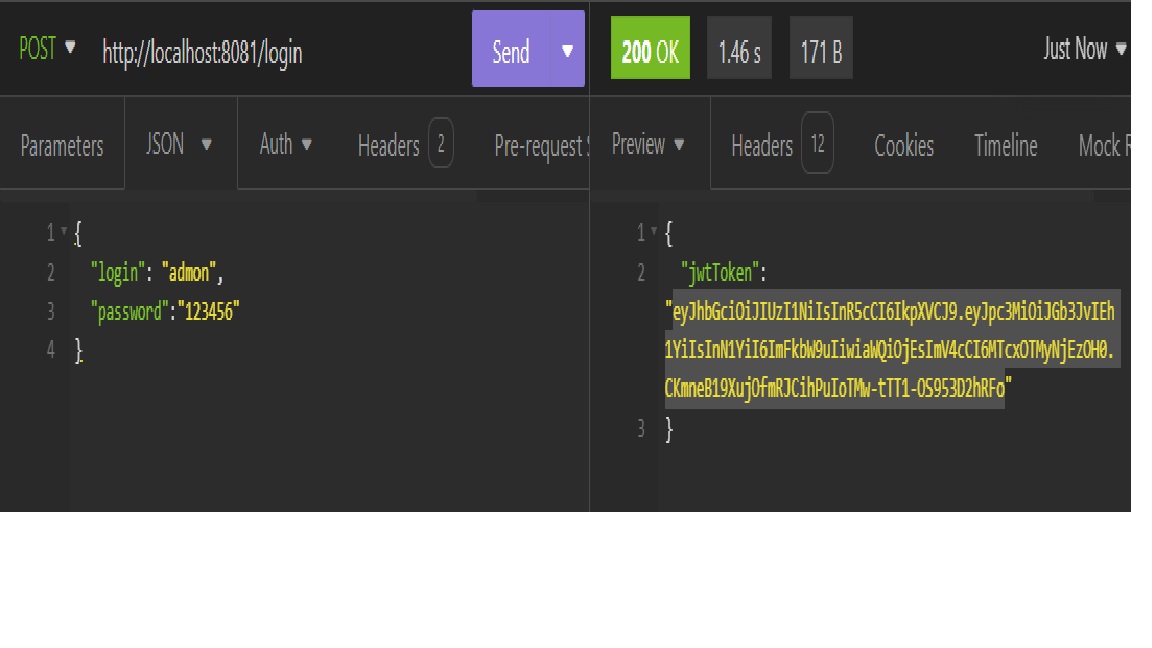 POST ▼ http://localhost:8081/login Send ▼ 200 OK 1.46 s 171 B Just Now ▼
Parameters JSON ▼ Auth ▼ Headers 2 Pre-request Preview ▼ Headers 12 Cookies Timeline Mock
1 {
2 "login": "admon",
3 "password":"123456"
4 }
1 {
2 "jwtToken":
"eyJhbGciOiJIUzI1NiIsInR5cCI6IkpXVCJ9.eyJpc3MiOiJGb3JvIEh
1YiIsInN1YiI6ImFkbW9uIiwiaWQiOjEsImV4cCI6MTcxOTMyNjEzOH0.
CKmneB19XujOfmRJCihPuIoTMw-tTT1-OS953D2hRFo"
3 }